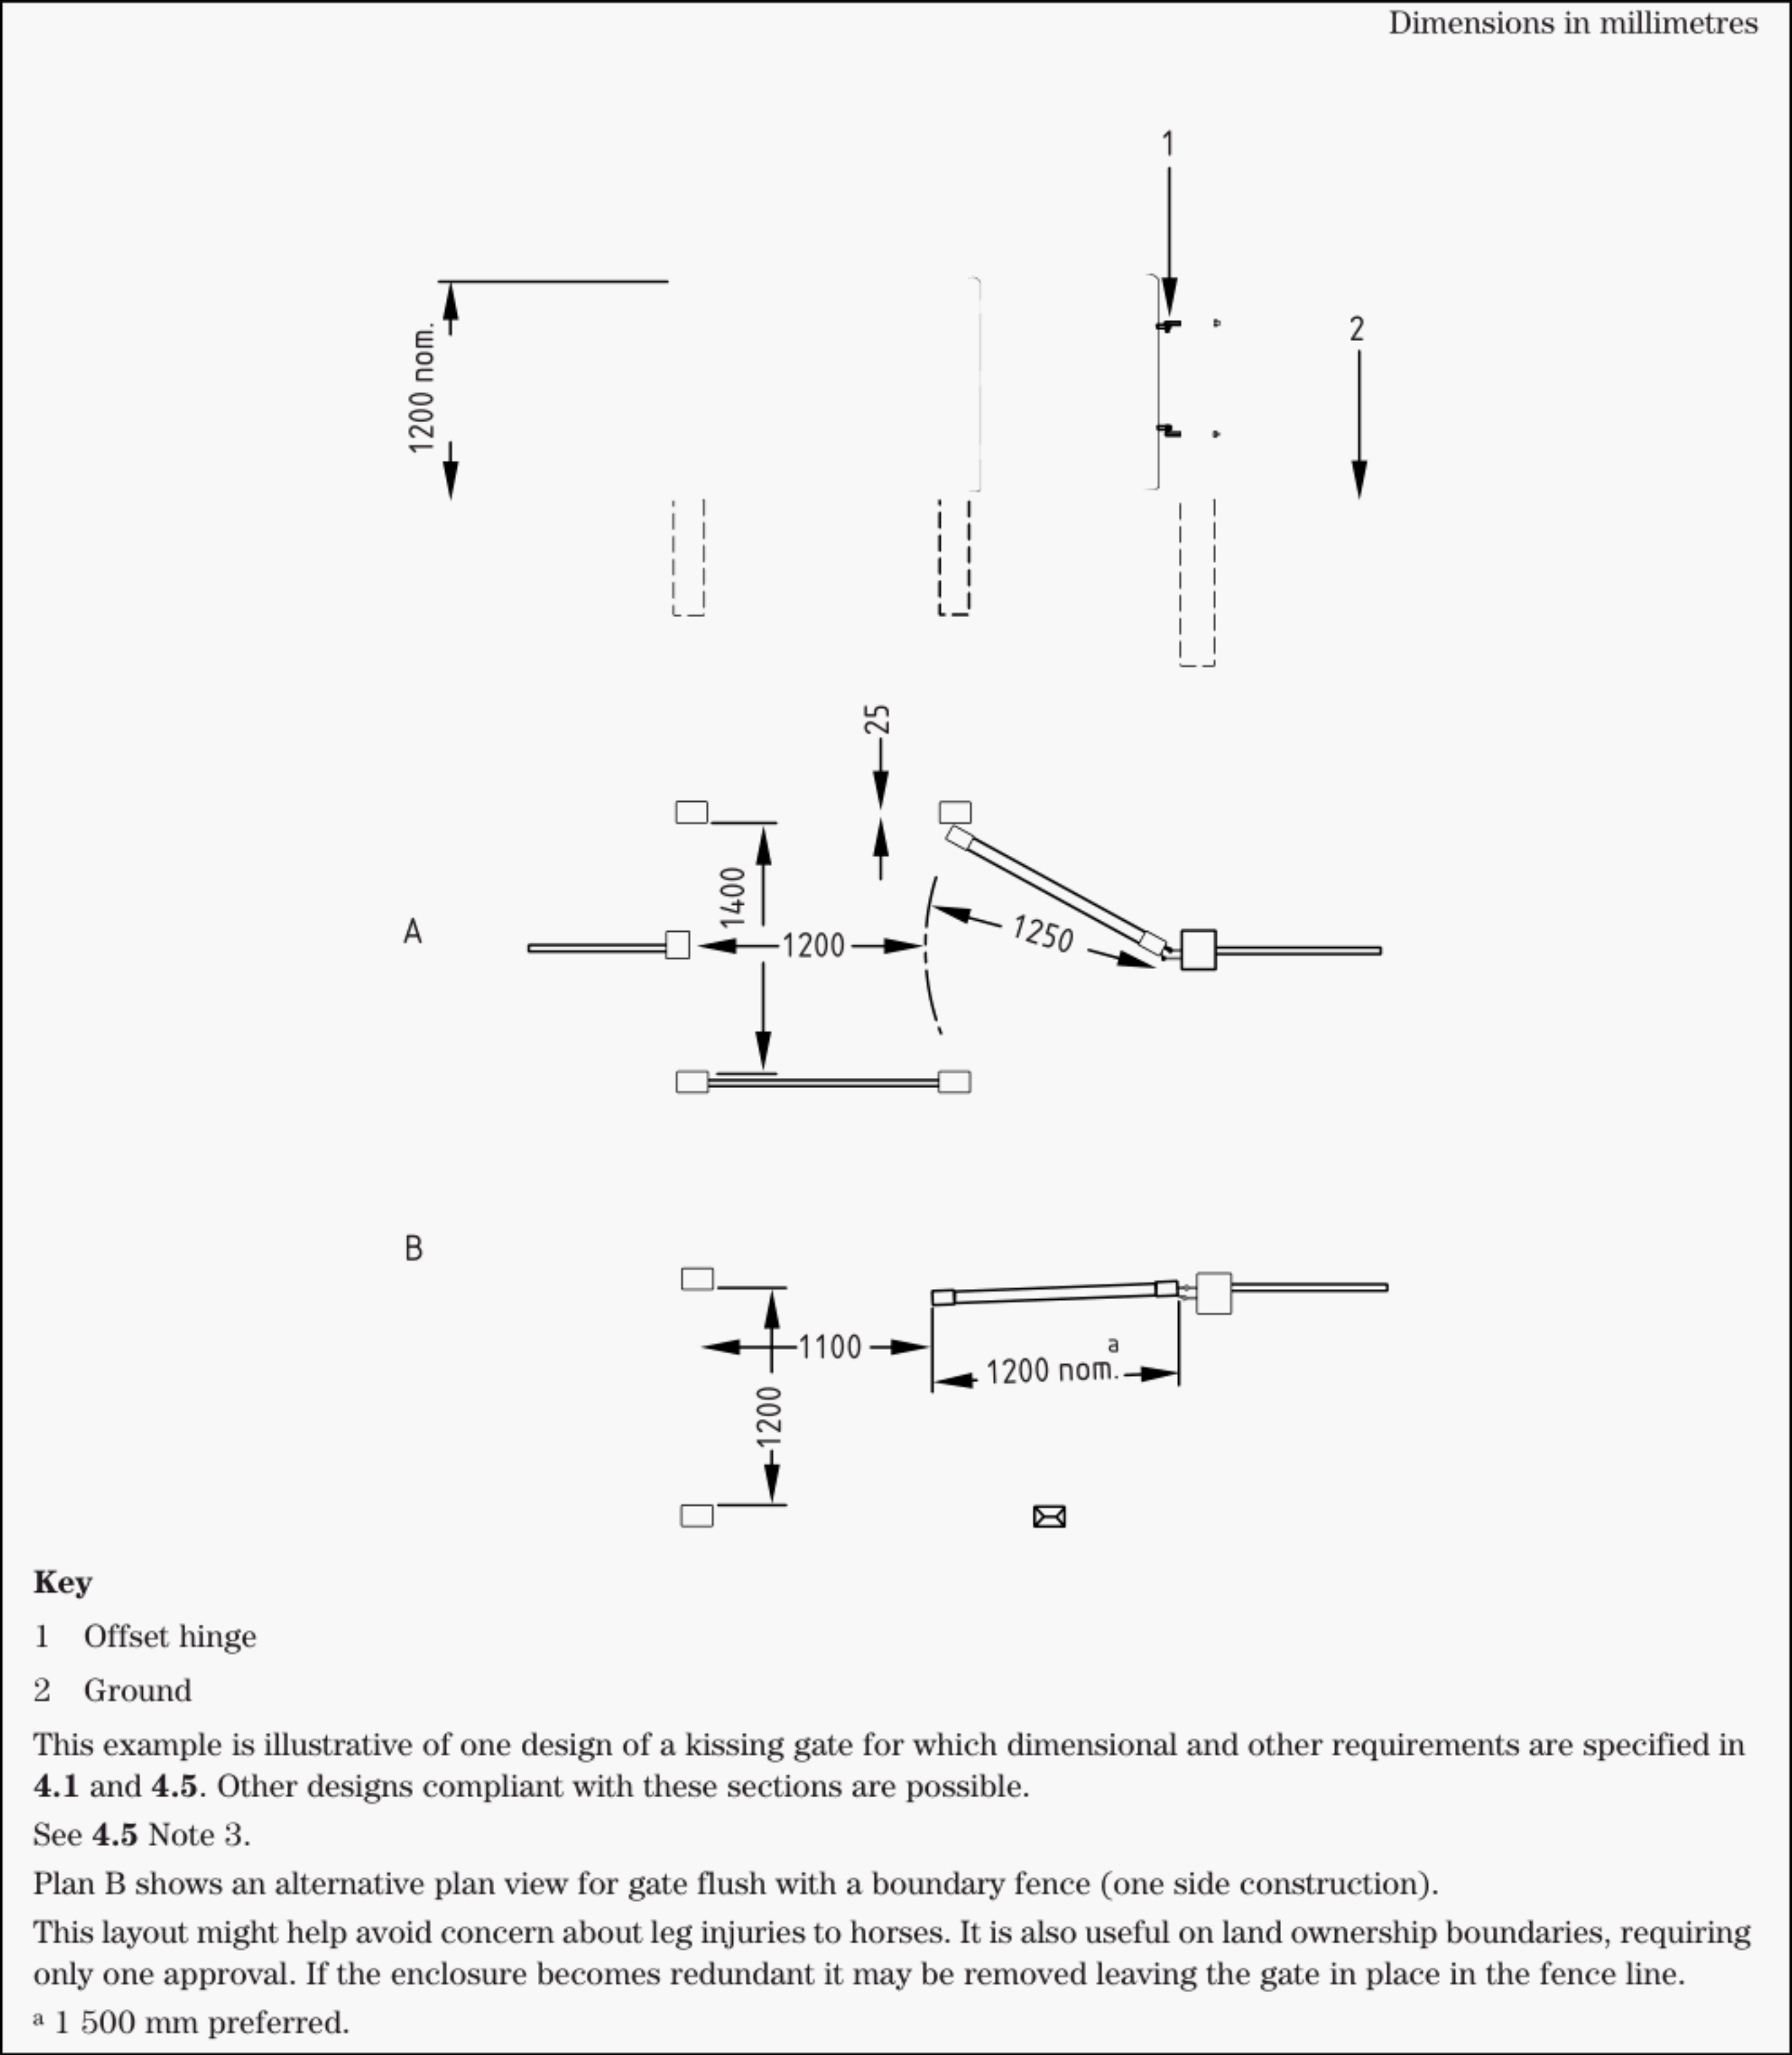 Dimensions in millimetres
1
1200 nom.
2
25
1400
A
1200
1250
B
1100
a
1200 nom.
1200
Key
1 Offset hinge
2 Ground
This example is illustrative of one design of a kissing gate for which dimensional and other requirements are specified in
4.1 and 4.5. Other designs compliant with these sections are possible.
See 4.5 Note 3.
Plan B shows an alternative plan view for gate flush with a boundary fence (one side construction).
This layout might help avoid concern about leg injuries to horses. It is also useful on land ownership boundaries, requiring
only one approval. If the enclosure becomes redundant it may be removed leaving the gate in place in the fence line.
a 1 500 mm preferred.